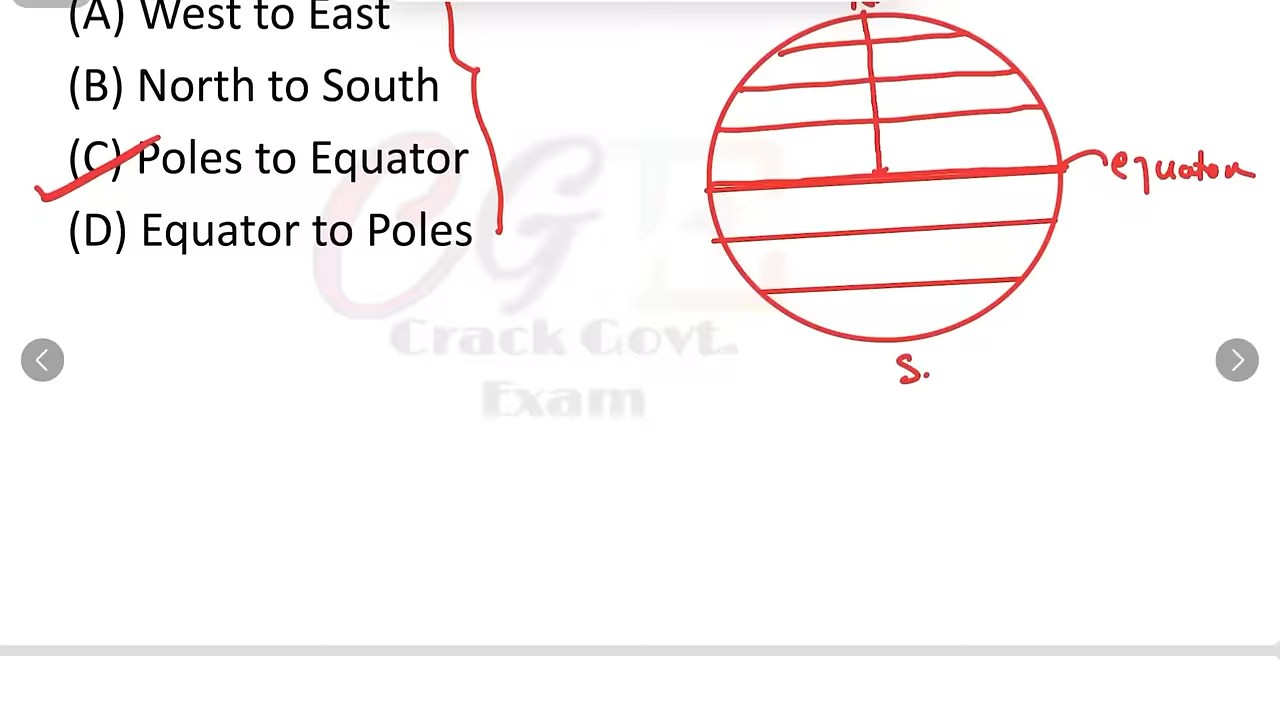 (A) West to East
(B) North to South
(C) Poles to Equator
(D) Equator to Poles
equator
S.
Crack Govt.
Exam